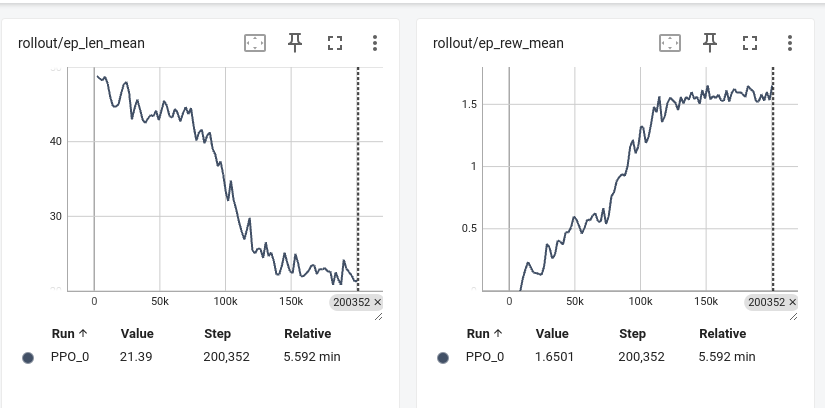 rollout/ep_len_mean
40
30
0 50k 100k 150k 200352 ×
Run ↑ Value Step Relative
PPO_0 21.39 200,352 5.592 min
rollout/ep_rew_mean
1.5
1
0.5
0 50k 100k 150k 200352 ×
Run ↑ Value Step Relative
PPO_0 1.6501 200,352 5.592 min